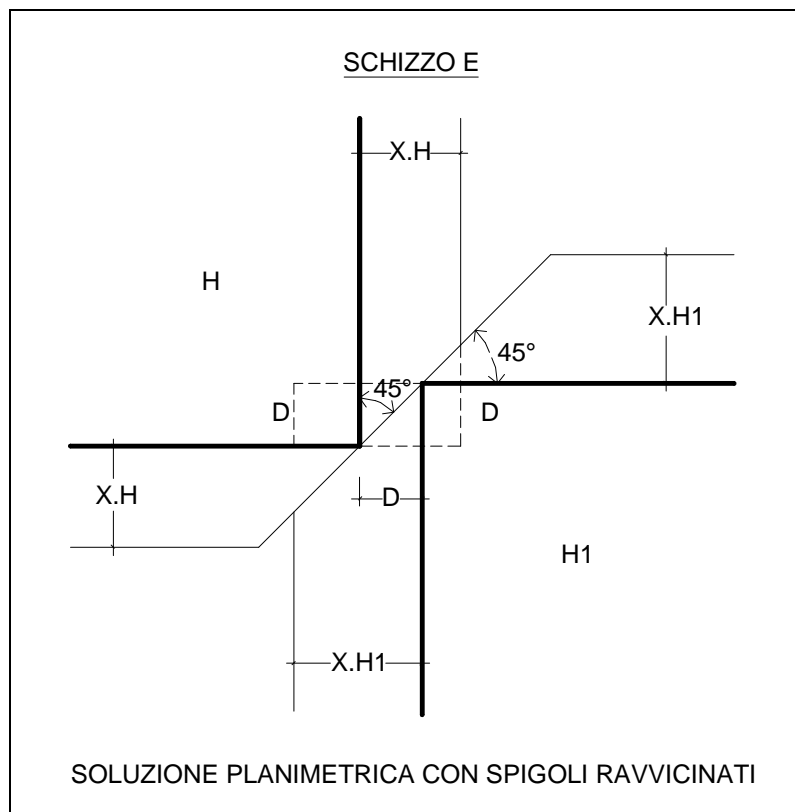 SCHIZZO E
X.H
H
X.H1
45°
45°
D
D
X.H
D
H1
X.H1
SOLUZIONE PLANIMETRICA CON SPIGOLI RAVVICINATI